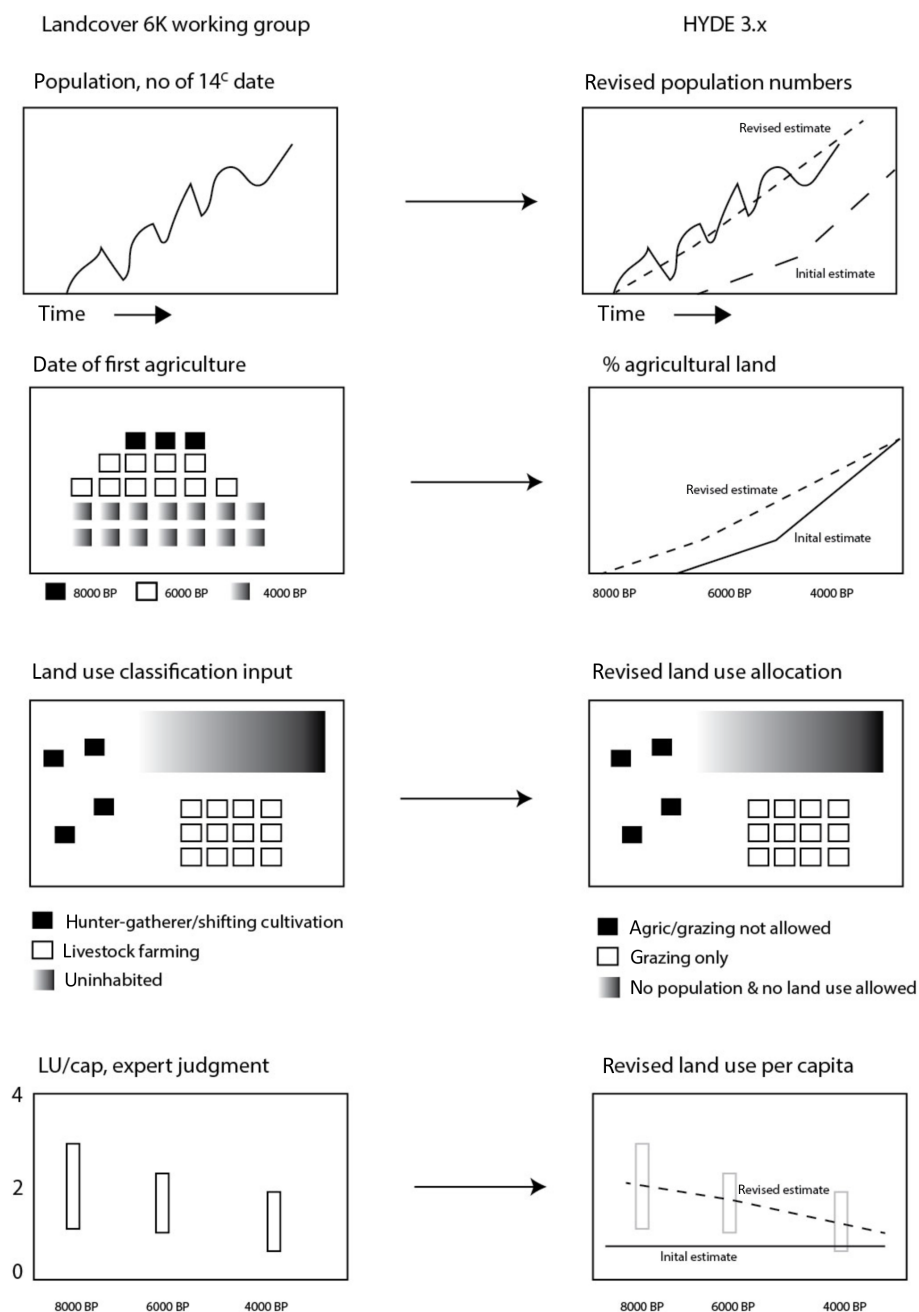 Landcover 6K working group
HYDE 3.x
Population, no of 14ᶜ date
Revised population numbers
Revised estimate
Initial estimate
Time
Time
Date of first agriculture
% agricultural land
Revised estimate
Inital estimate
8000 BP 6000 BP 4000 BP
8000 BP 6000 BP 4000 BP
Land use classification input
Revised land use allocation
Hunter-gatherer/shifting cultivation
Livestock farming
Uninhabited
Agric/grazing not allowed
Grazing only
No population & no land use allowed
LU/cap, expert judgment
Revised land use per capita
4
2
0
Revised estimate
Inital estimate
8000 BP 6000 BP 4000 BP
8000 BP 6000 BP 4000 BP